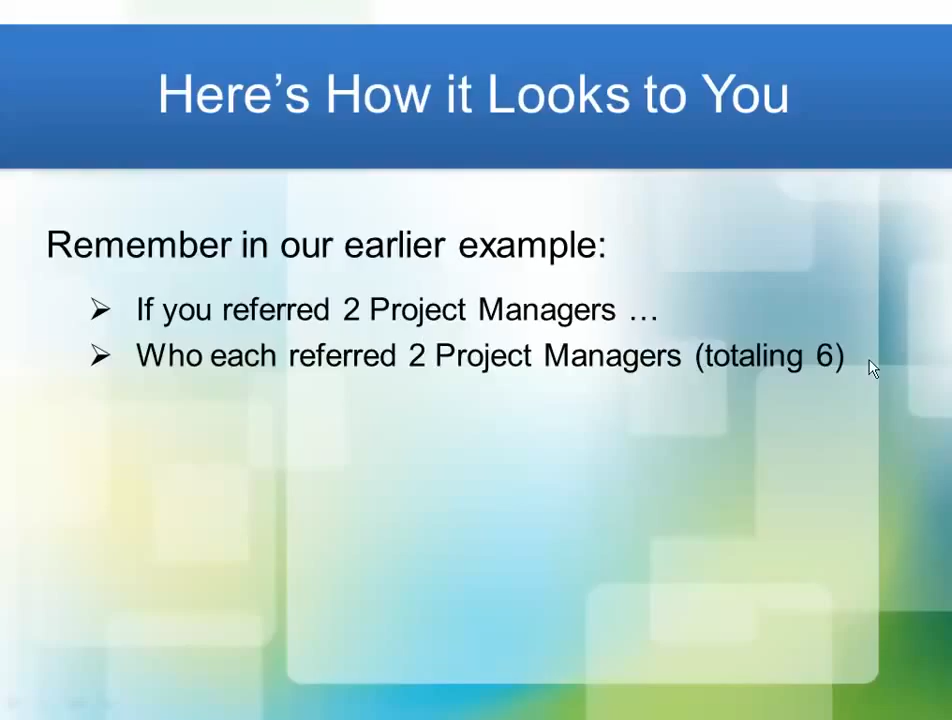 Here’s How it Looks to You
Remember in our earlier example:
➢ If you referred 2 Project Managers …
➢ Who each referred 2 Project Managers (totaling 6)